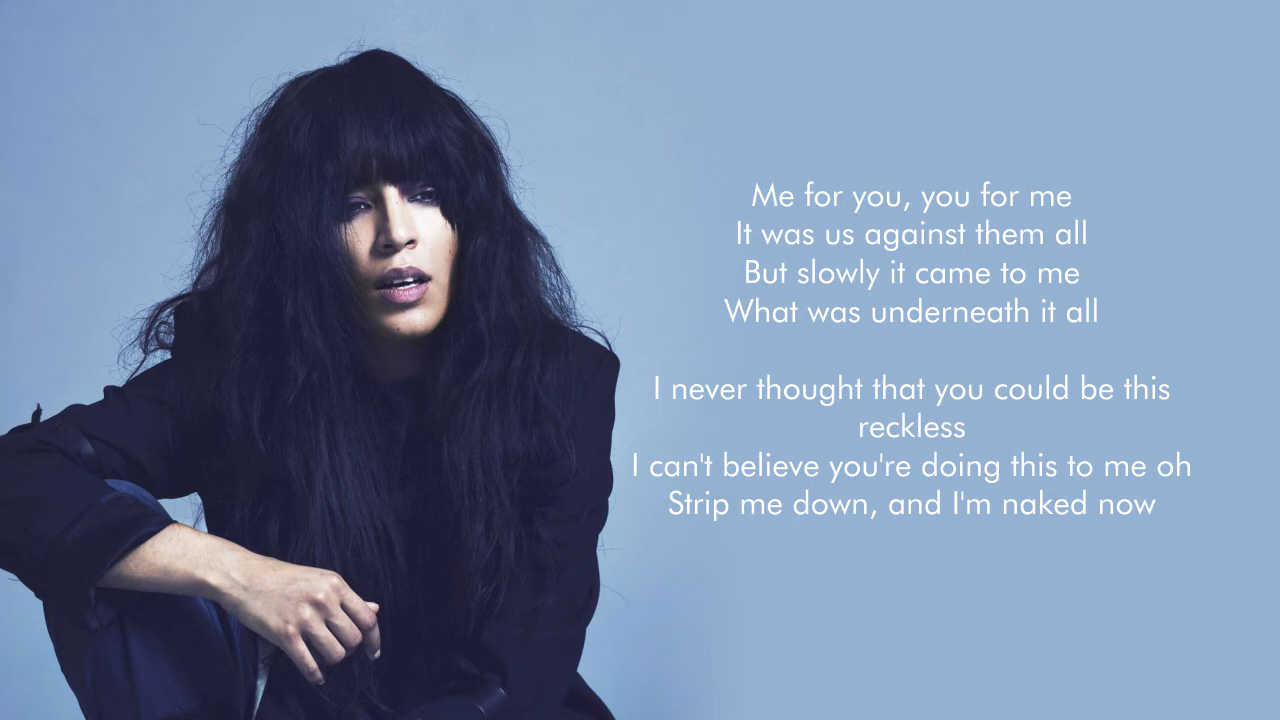 Me for you, you for me
It was us against them all
But slowly it came to me
What was underneath it all
I never thought that you could be this
reckless
I can't believe you're doing this to me oh
Strip me down, and I'm naked now